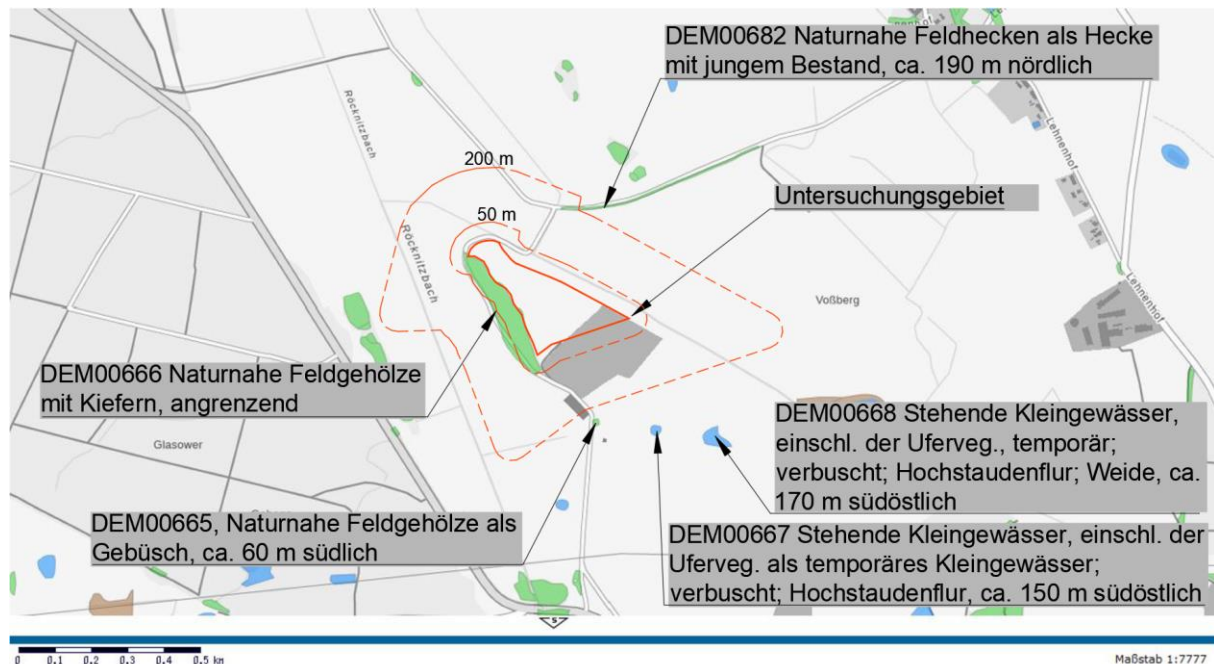 DEM00682 Naturnahe Feldhecken als Hecke
mit jungem Bestand, ca. 190 m nördlich
Lehnenhof
Röcknitzbach
200 m
Untersuchungsgebiet
50 m
Röcknitzbach
Lehnenhof
Voßberg
DEM00666 Naturnahe Feldgehölze
mit Kiefern, angrenzend
Glasower
DEM00668 Stehende Kleingewässer,
einschl. der Uferveg., temporär;
verbuscht; Hochstaudenflur; Weide, ca.
170 m südöstlich
DEM00665, Naturnahe Feldgehölze als
Gebüsch, ca. 60 m südlich
DEM00667 Stehende Kleingewässer, einschl. der
Uferveg. als temporäres Kleingewässer;
verbuscht; Hochstaudenflur, ca. 150 m südöstlich
S
0 0.1 0.2 0.3 0.4 0.5 km
Maßstab 1:7777